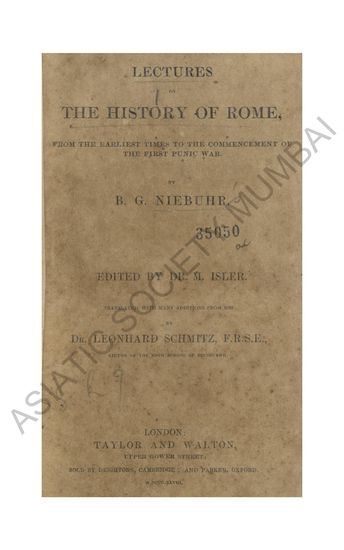 LECTURES
ON
THE HISTORY OF ROME,
FROM THE EARLIEST TIMES TO THE COMMENCEMENT OF
THE FIRST PUNIC WAR.
BY
B. G. NIEBUHR,
35050
EDITED BY DR. M. ISLER.
TRANSLATED, WITH MANY ADDITIONS FROM MSS.
BY
DR. LEONHARD SCHMITZ, F.R.S.E.,
RECTOR OF THE HIGH SCHOOL OF EDINBURGH.
LONDON:
TAYLOR AND WALTON,
UPPER GOWER STREET;
SOLD BY DEIGHTONS, CAMBRIDGE; AND PARKER, OXFORD.
ASIATIC SOCIETY MUMBAI